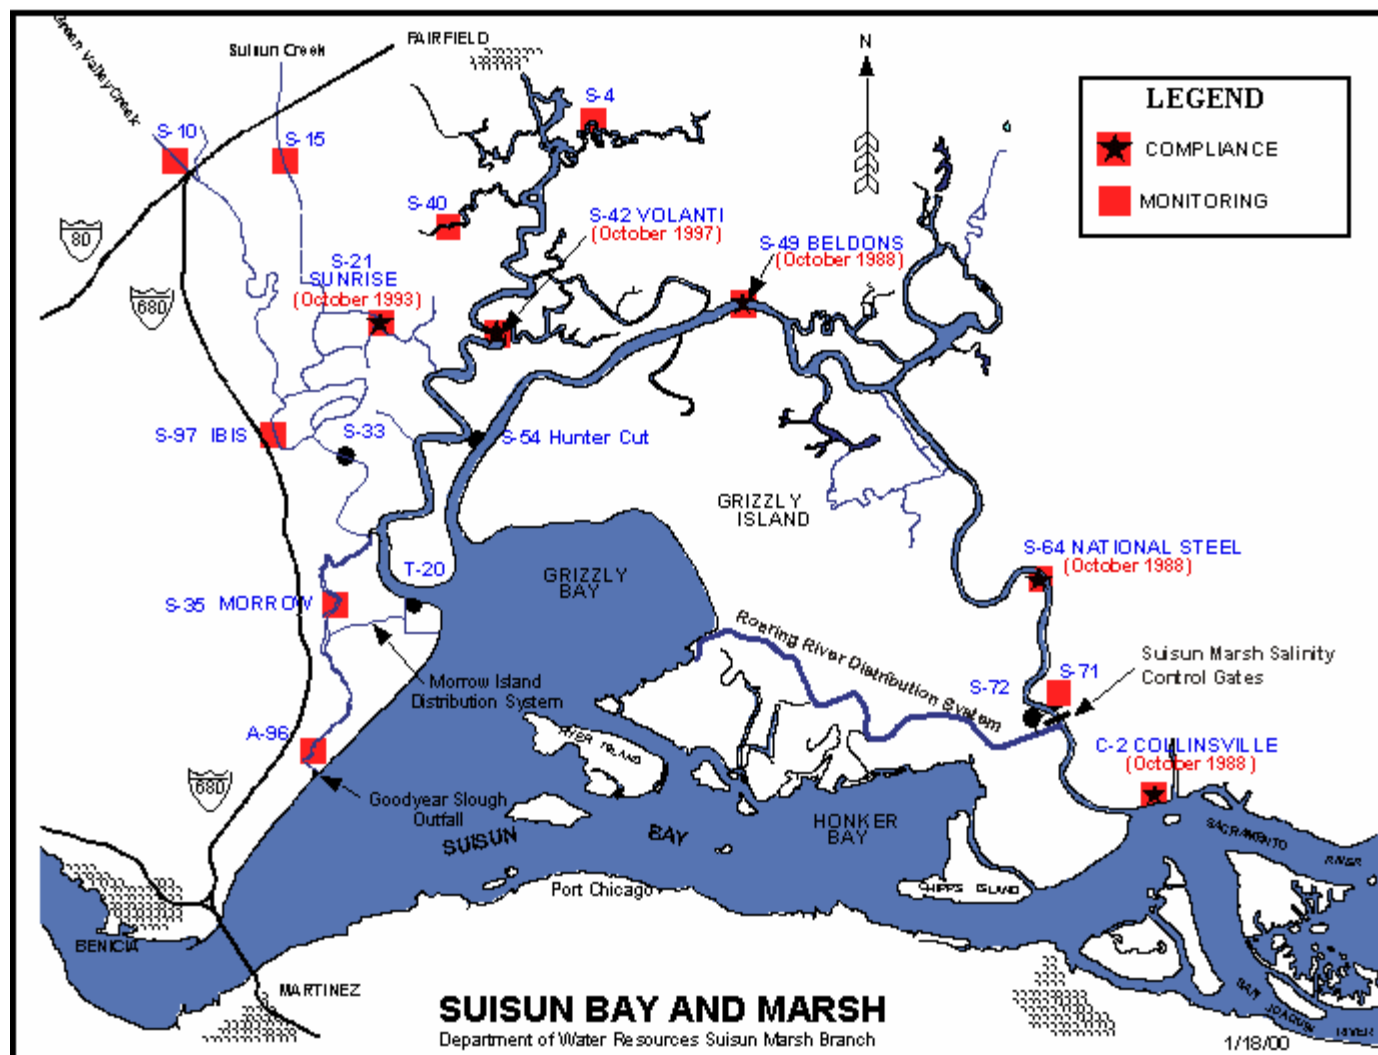 Green Valley Creek
Suisun Creek
FAIRFIELD
N
LEGEND
COMPLIANCE
MONITORING
S-10
S-15
S-4
S-40
80
680
S-42 VOLANTI
(October 1997)
S-49 BELDONS
(October 1988)
S-21
SUNRISE
(October 1993)
S-97 IBIS
S-33
S-54 Hunter Cut
GRIZZLY
ISLAND
T-20
GRIZZLY
BAY
S-64 NATIONAL STEEL
(October 1988)
S-35 MORROW
Roaring River Distribution System
Suisun Marsh Salinity
Control Gates
S-71
S-72
Morrow Island
Distribution System
A-96
C-2 COLLINSVILLE
(October 1988)
680
Goodyear Slough
Outfall
ISLAND
SUISUN BAY
HONKER
BAY
SACRAMENTO RIVER
Port Chicago
CHIPPS ISLAND
BENICIA
MARTINEZ
SAN JOAQUIN RIVER
SUISUN BAY AND MARSH
Department of Water Resources Suisun Marsh Branch
1/18/00